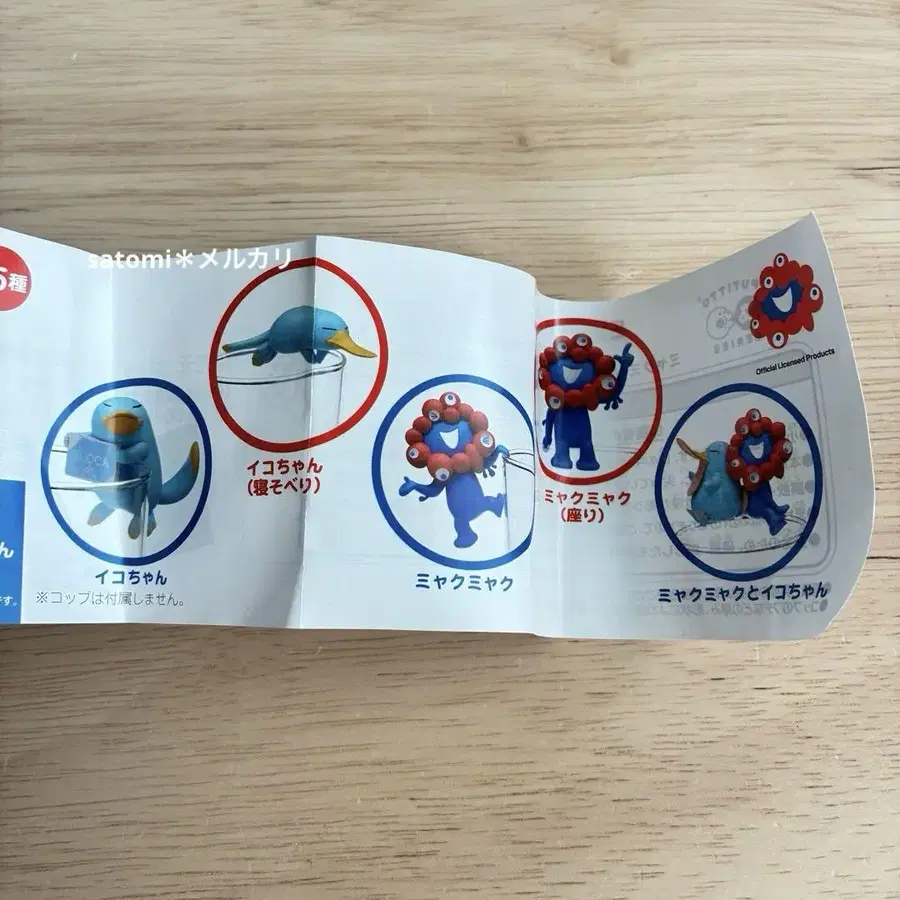 satomi＊メルカリ
5種
ICOCA
イコちゃん
(寝そべり)
ミャクミャク
(座り)
イコちゃん
※コップは付属しません。
ミャクミャク
ミャクミャクとイコちゃん
Official Licensed Products
ん
す。